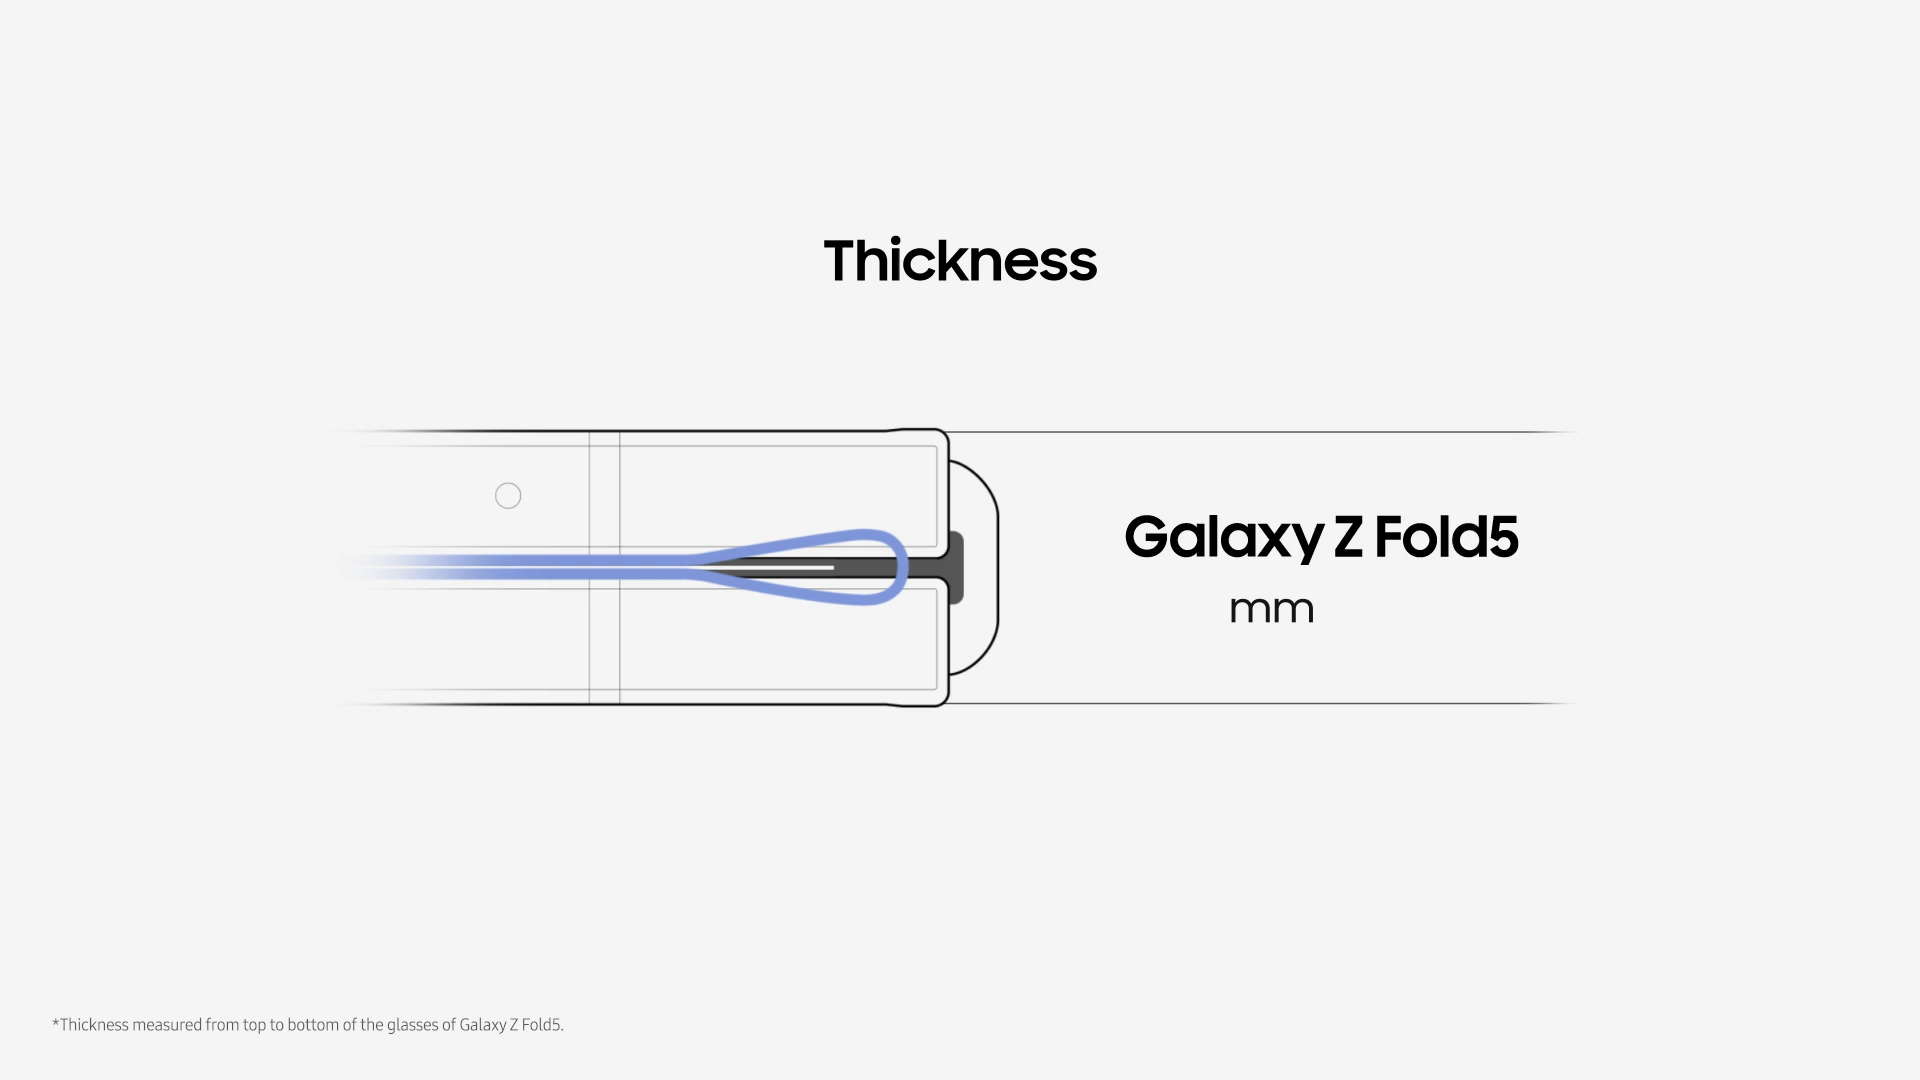 Thickness
Galaxy Z Fold5
mm
*Thickness measured from top to bottom of the glasses of Galaxy Z Fold5.